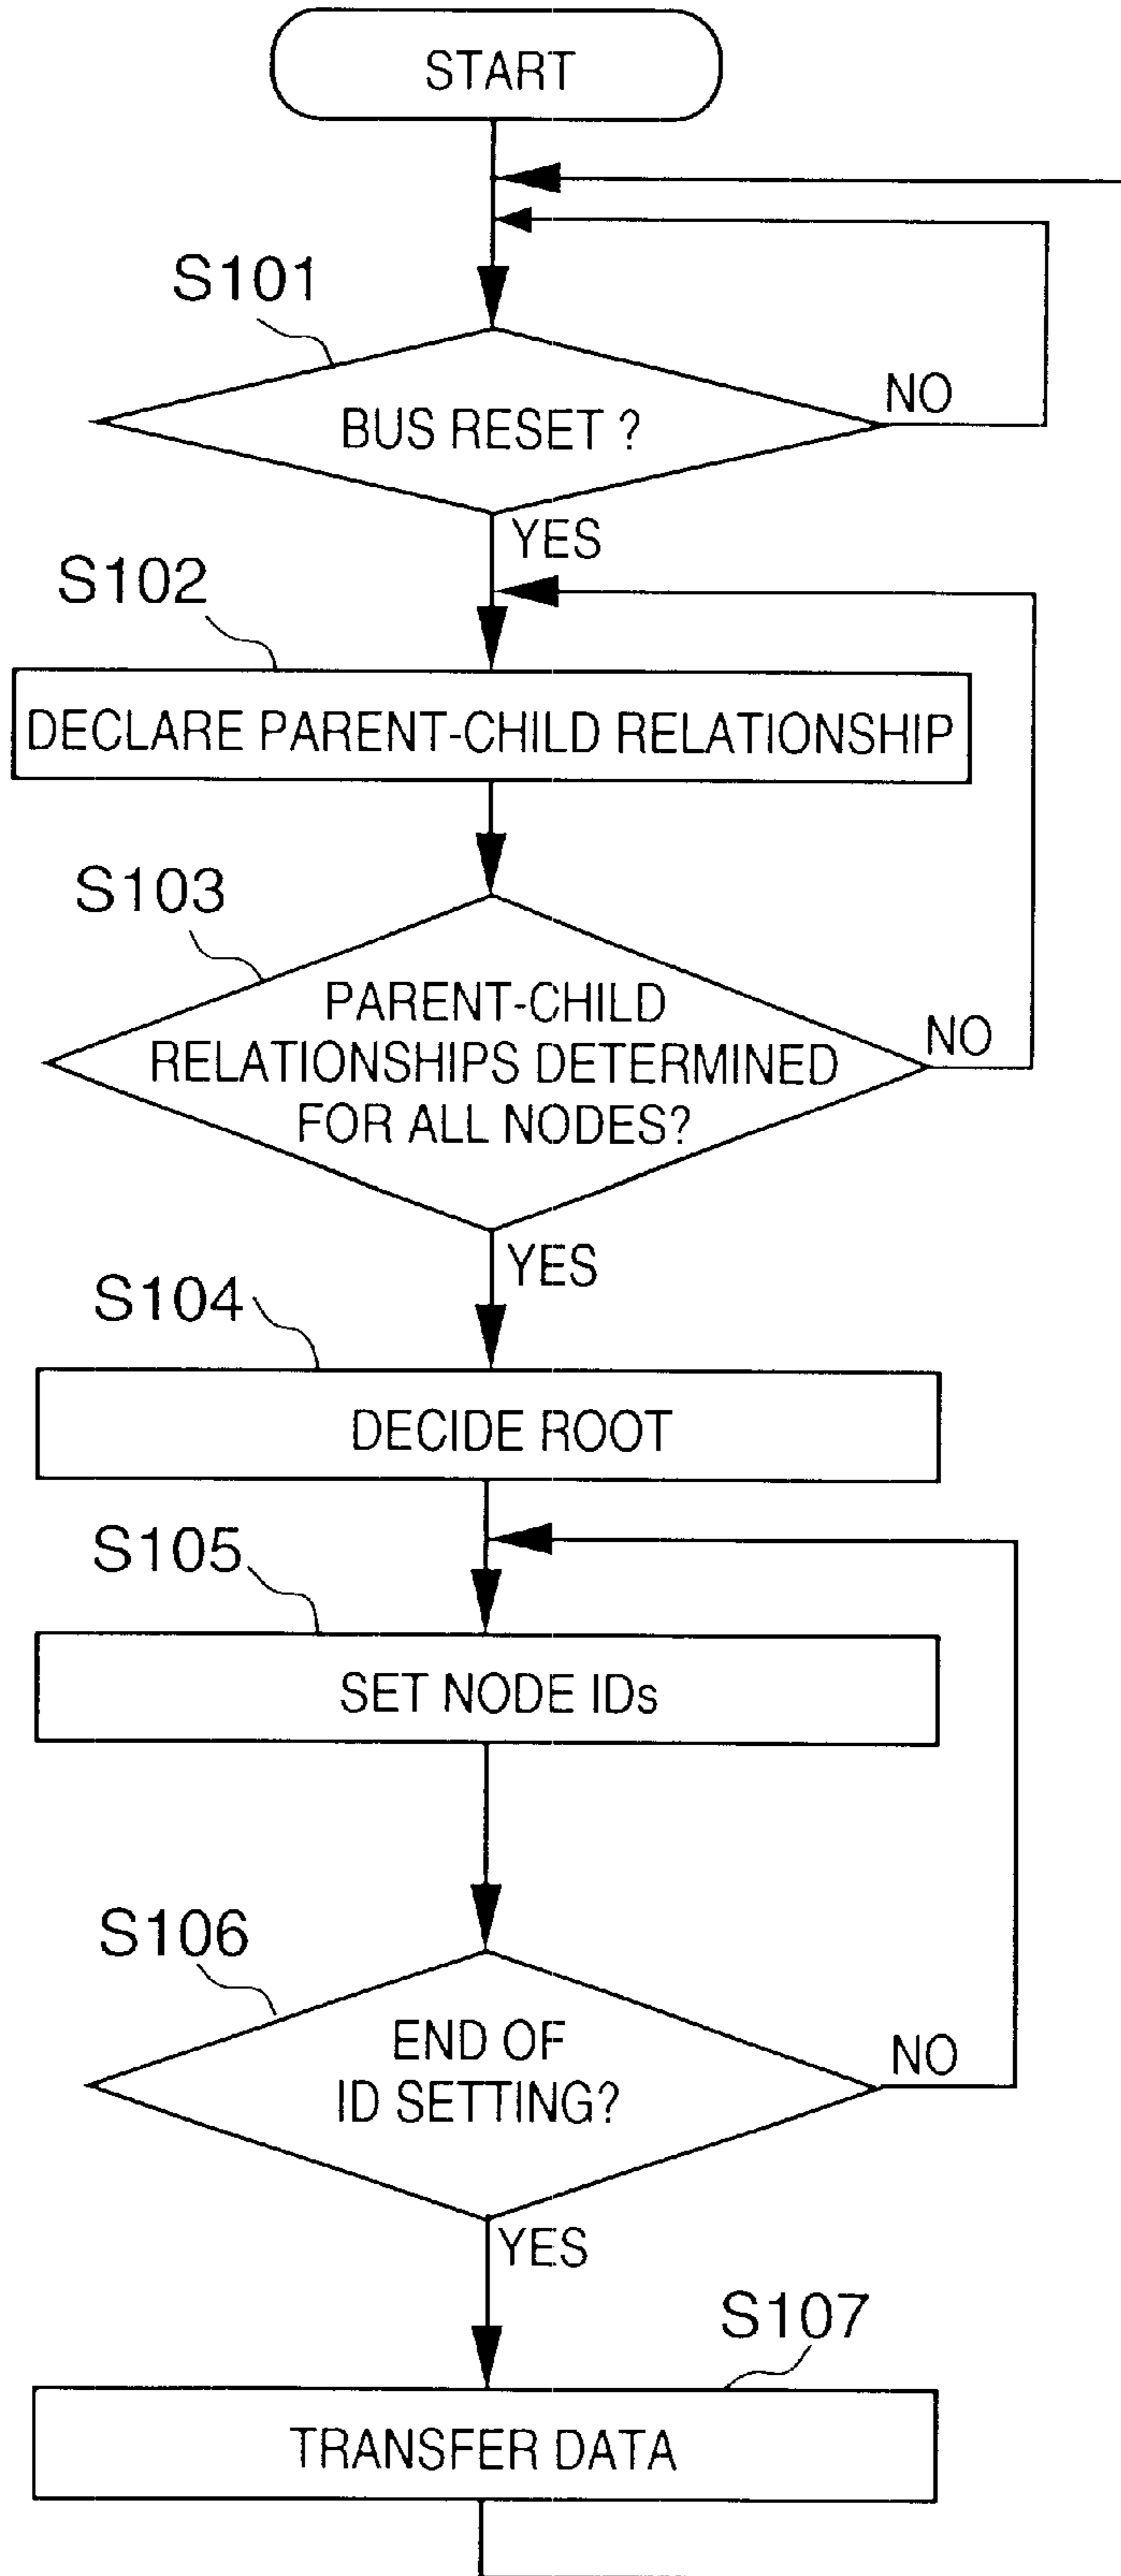 START
S101
BUS RESET ?
NO
YES
S102
DECLARE PARENT-CHILD RELATIONSHIP
S103
PARENT-CHILD
RELATIONSHIPS DETERMINED
FOR ALL NODES?
NO
YES
S104
DECIDE ROOT
S105
SET NODE IDs
S106
END OF
ID SETTING?
NO
YES
S107
TRANSFER DATA